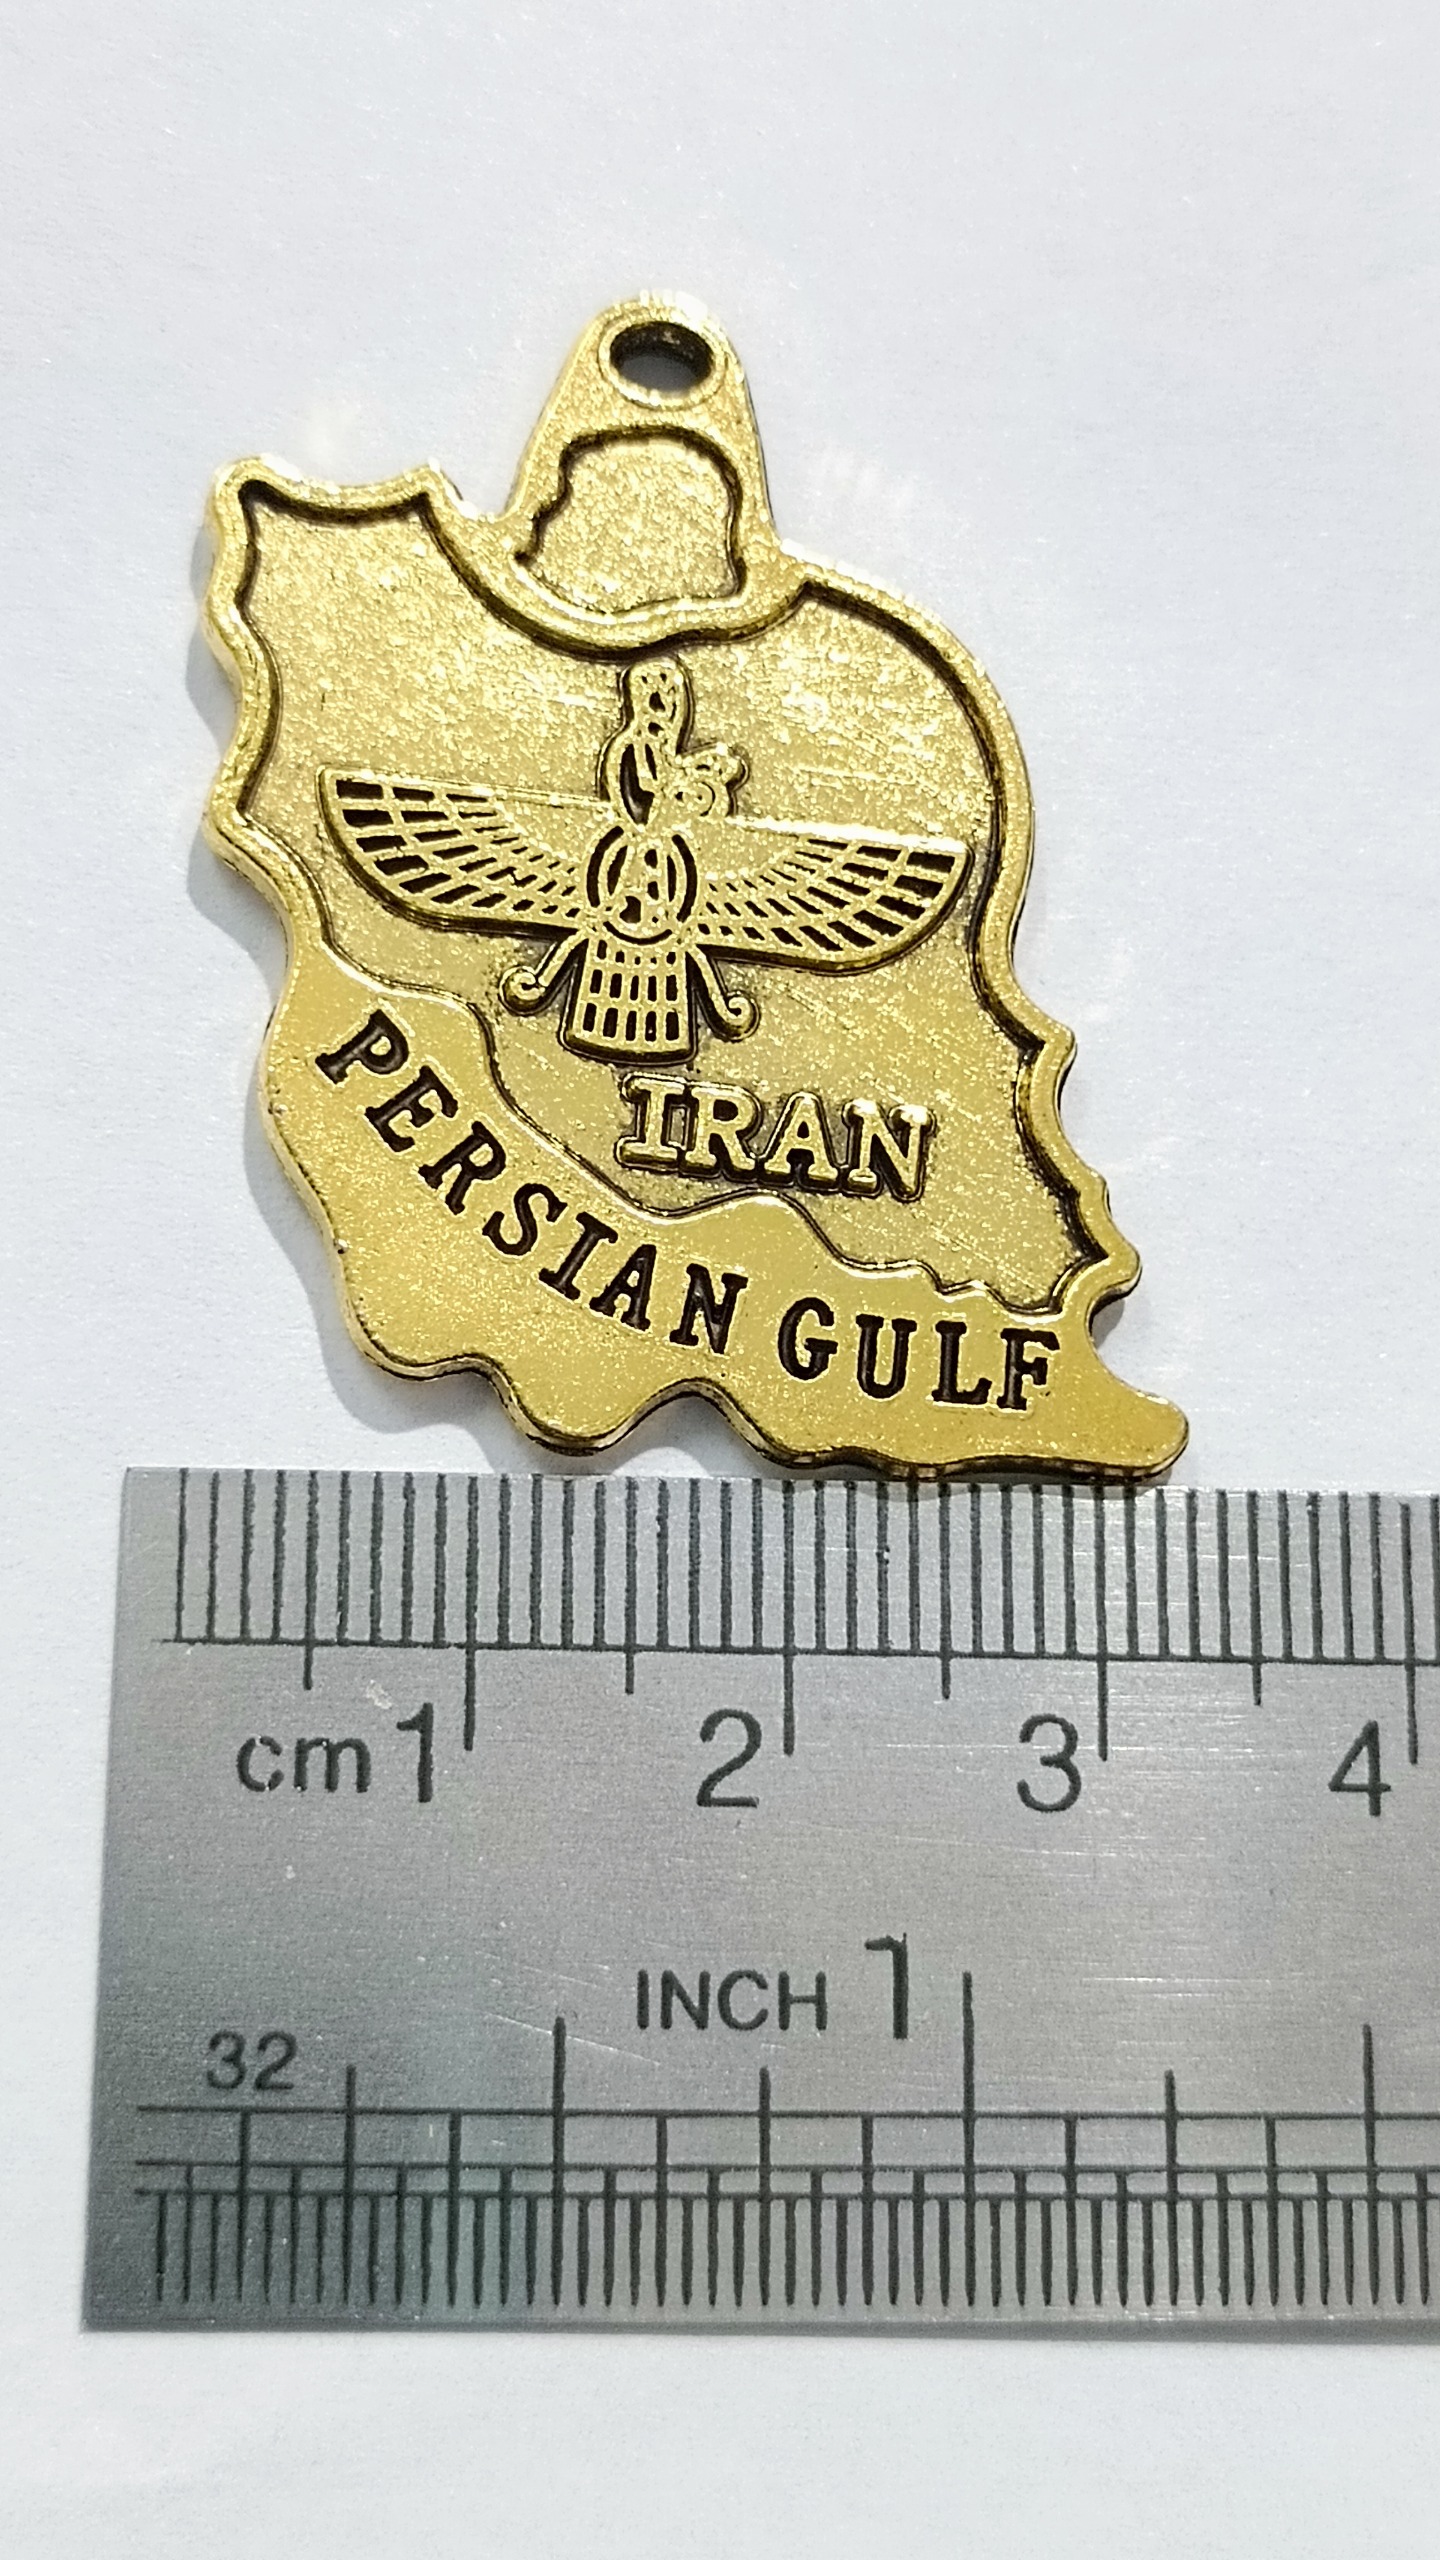 IRAN
PERSIAN GULF
cm 1 2 3 4
INCH 1
32